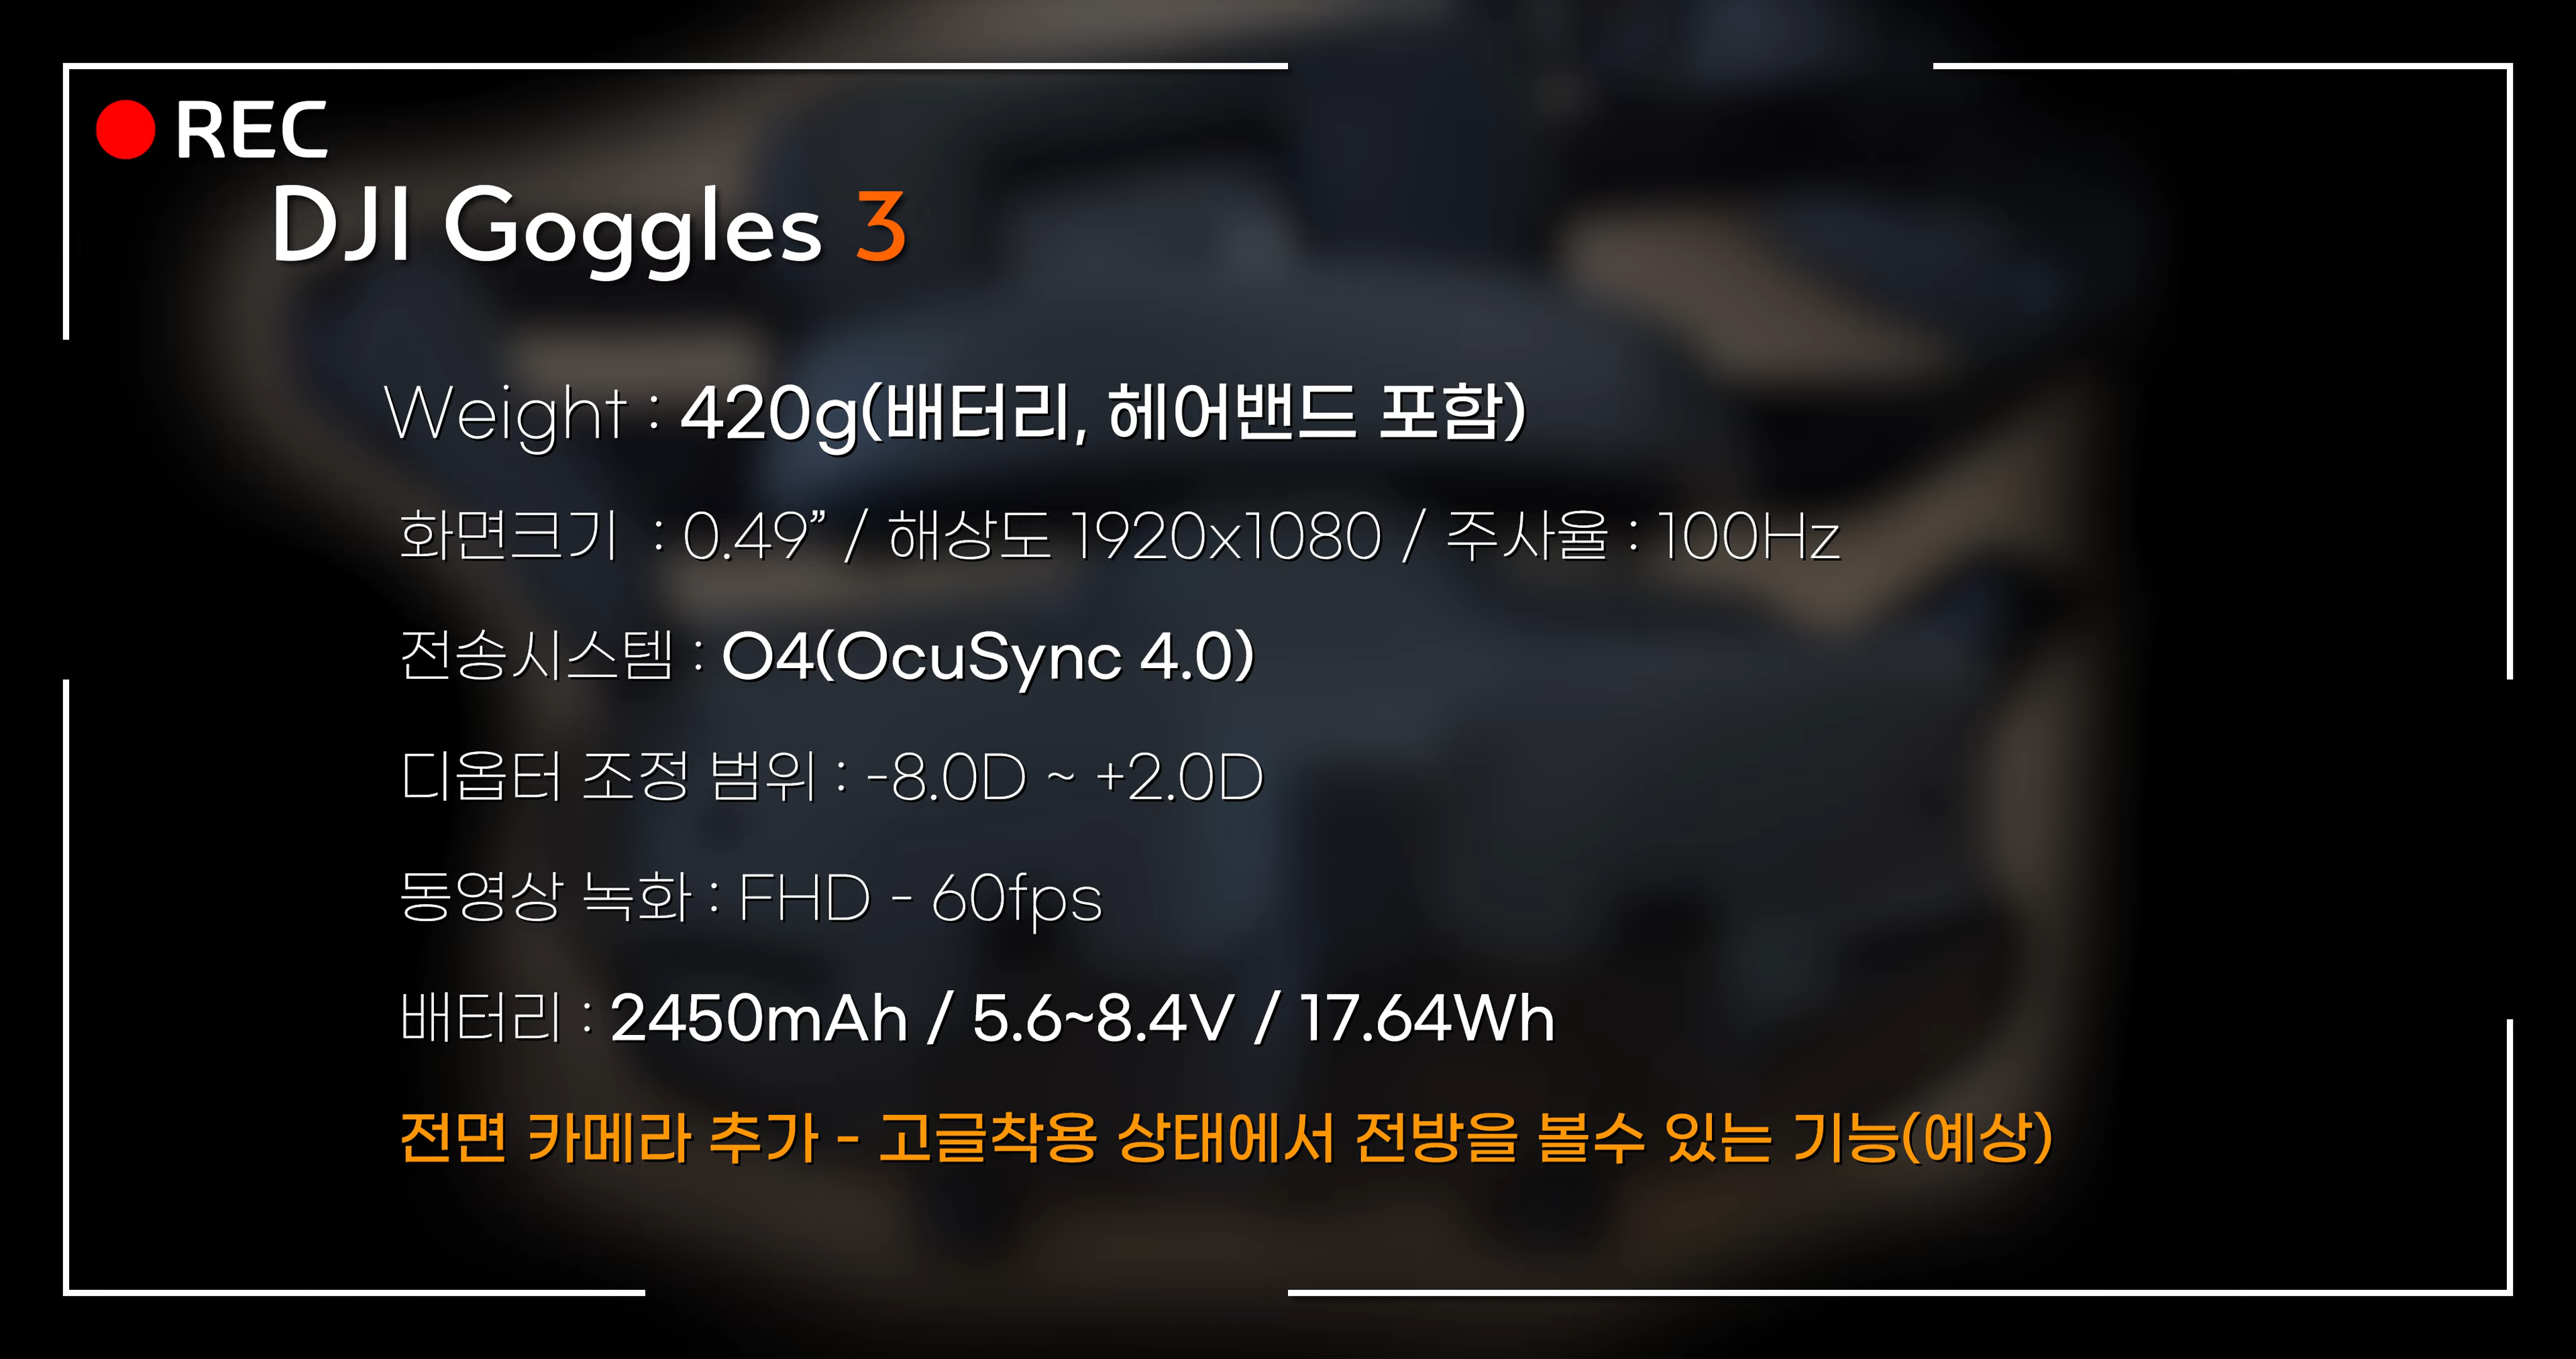 REC
DJI Goggles 3
Weight : 420g(배터리, 헤어밴드 포함)
화면크기 : 0.49” / 해상도 1920x1080 / 주사율 : 100Hz
전송시스템 : O4(OcuSync 4.0)
디옵터 조정 범위 : -8.0D ~ +2.0D
동영상 녹화 : FHD - 60fps
배터리 : 2450mAh / 5.6~8.4V / 17.64Wh
전면 카메라 추가 - 고글착용 상태에서 전방을 볼수 있는 기능(예상)